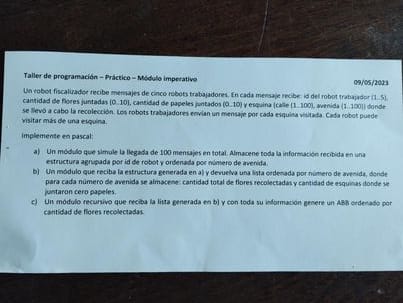 Taller de programación – Práctico – Módulo imperativo
09/05/2023
Un robot fiscalizador recibe mensajes de cinco robots trabajadores. En cada mensaje recibe: id del robot trabajador (1..5),
cantidad de flores juntadas (0..10), cantidad de papeles juntados (0..10) y esquina (calle (1..100), avenida (1..100)) donde
se llevó a cabo la recolección. Los robots trabajadores envían un mensaje por cada esquina visitada. Cada robot puede
visitar más de una esquina.
Implemente en pascal:
a) Un módulo que simule la llegada de 100 mensajes en total. Almacene toda la información recibida en una
estructura agrupada por id de robot y ordenada por número de avenida.
b) Un módulo que reciba la estructura generada en a) y devuelva una lista ordenada por número de avenida, donde
para cada número de avenida se almacene: cantidad total de flores recolectadas y cantidad de esquinas donde se
juntaron cero papeles.
c) Un módulo recursivo que reciba la lista generada en b) y con toda su información genere un ABB ordenado por
cantidad de flores recolectadas.